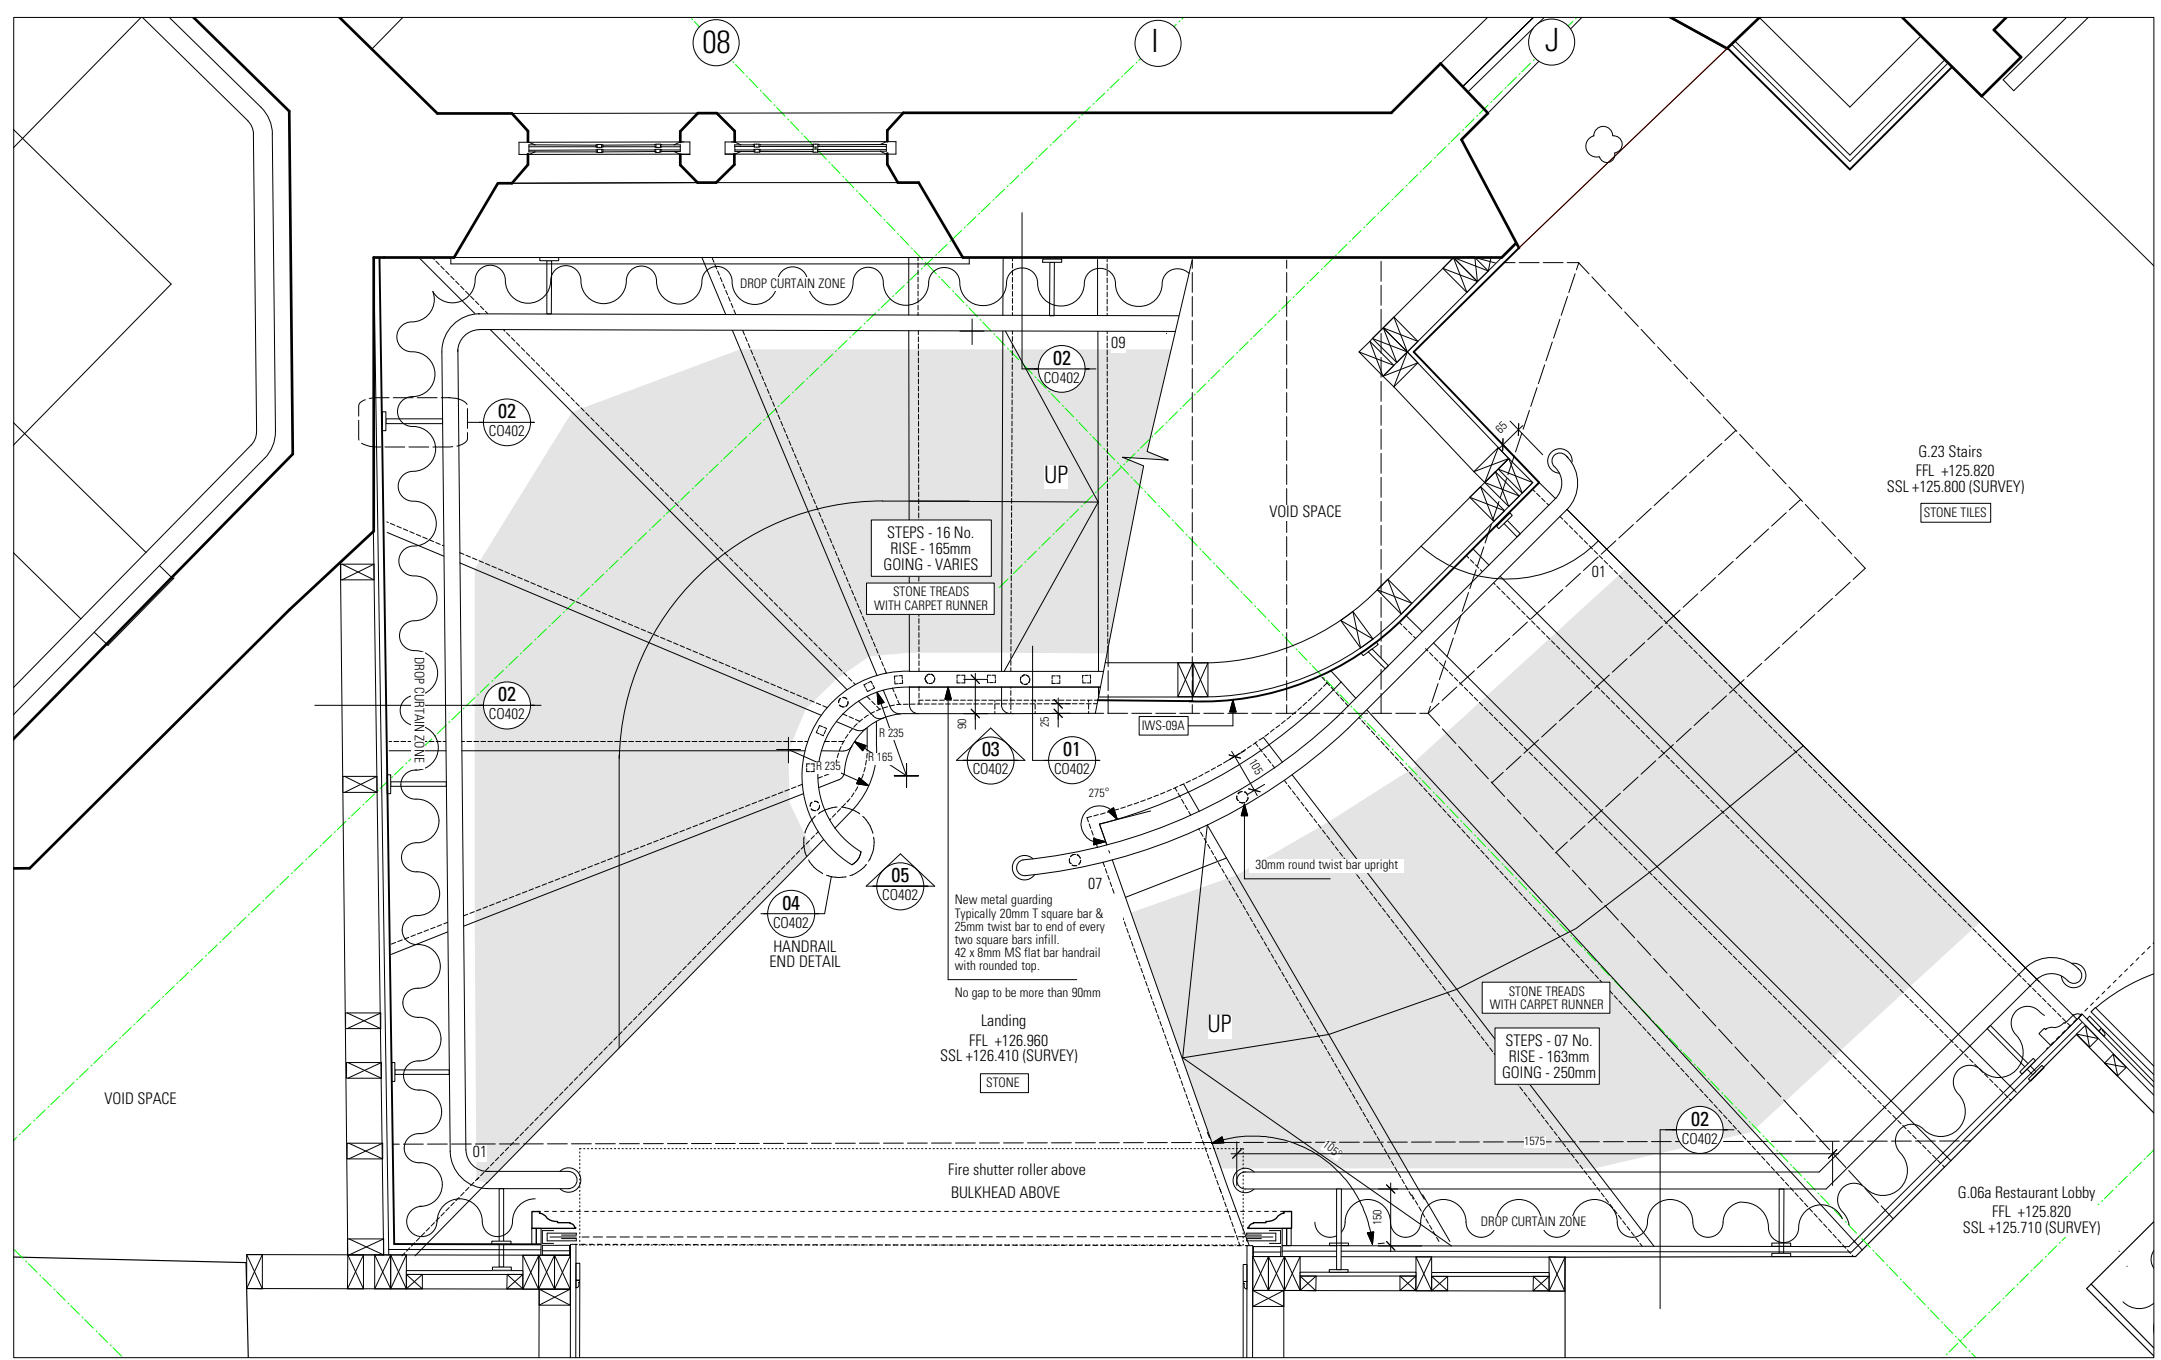 08
I
J
DROP CURTAIN ZONE
09
02
CO402
02
CO402
UP
65
G.23 Stairs
FFL +125.820
SSL +125.800 (SURVEY)
STONE TILES
VOID SPACE
STEPS - 16 No.
RISE - 165mm
GOING - VARIES
STONE TREADS
WITH CARPET RUNNER
01
DROP CURTAIN ZONE
02
CO402
90
25
IWS-09A
R 235
R 165
R 235
03
CO402
01
CO402
105
275°
30mm round twist bar upright
07
05
CO402
04
CO402
HANDRAIL
END DETAIL
New metal guarding
Typically 20mm T square bar &
25mm twist bar to end of every
two square bars infill.
42 x 8mm MS flat bar handrail
with rounded top.
No gap to be more than 90mm
Landing
FFL +126.960
SSL +126.410 (SURVEY)
STONE
UP
STONE TREADS
WITH CARPET RUNNER
STEPS - 07 No.
RISE - 163mm
GOING - 250mm
VOID SPACE
02
CO402
01
105°
1575
Fire shutter roller above
BULKHEAD ABOVE
150
DROP CURTAIN ZONE
G.06a Restaurant Lobby
FFL +125.820
SSL +125.710 (SURVEY)